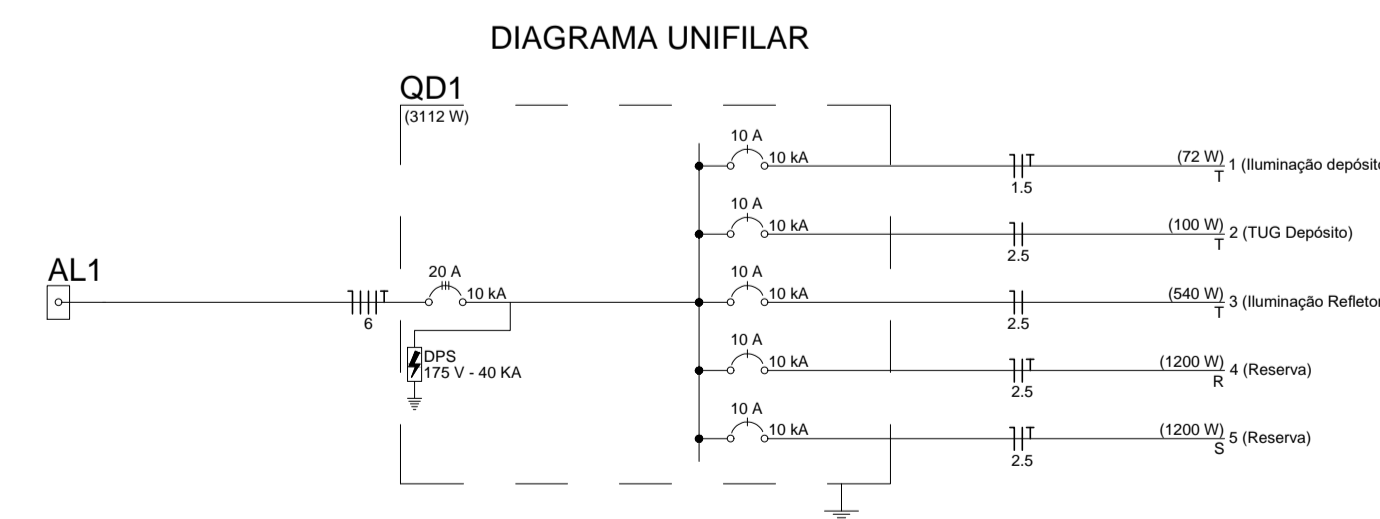 DIAGRAMA UNIFILAR
QD1
(3112 W)
10 A
10 kA
T
1.5
(72 W)
T
1 (Iluminação depósito
10 A
10 kA
2.5
(100 W)
T
2 (TUG Depósito)
AL1
T
6
20 A
10 kA
10 A
10 kA
2.5
(540 W)
T
3 (Iluminação Refletor
DPS
175 V - 40 KA
10 A
10 kA
T
2.5
(1200 W)
R
4 (Reserva)
10 A
10 kA
T
2.5
(1200 W)
S
5 (Reserva)